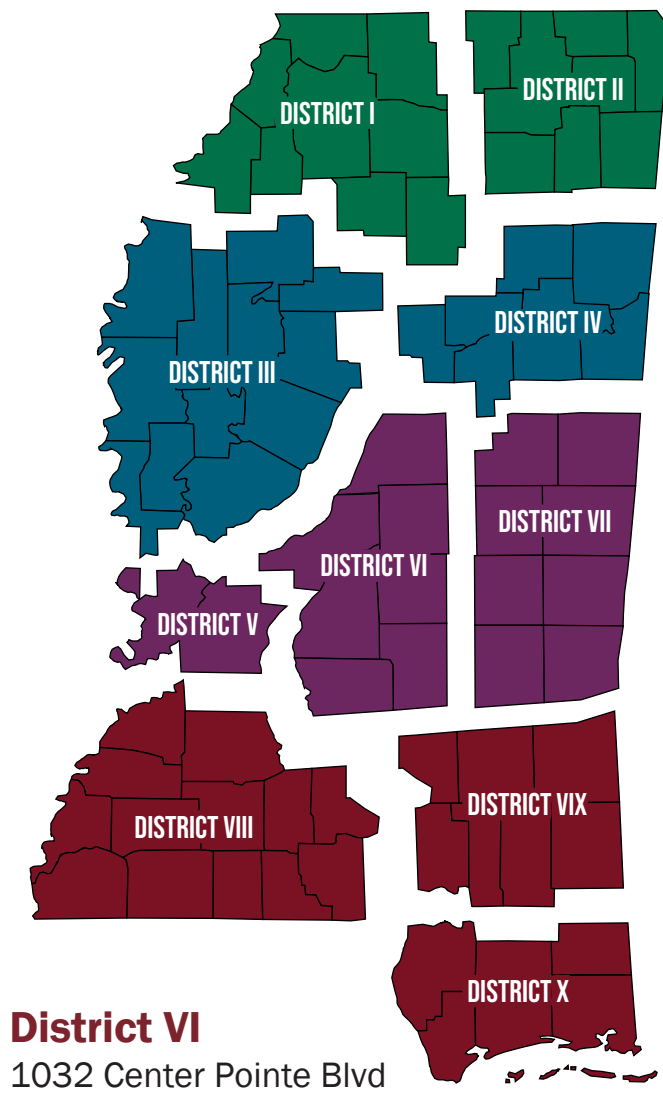 DISTRICT I
DISTRICT II
DISTRICT III
DISTRICT IV
DISTRICT V
DISTRICT VI
DISTRICT VII
DISTRICT VIII
DISTRICT VIX
DISTRICT X
District VI
1032 Center Pointe Blvd